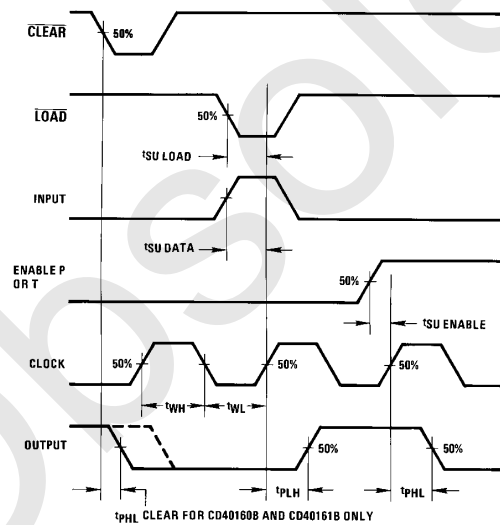 CLEAR
50%
LOAD
50%
tSU LOAD
INPUT
tSU DATA
ENABLE P
OR T
50%
tSU ENABLE
CLOCK
50%
50%
50%
tWH
tWL
OUTPUT
50%
50%
tPLH
tPHL
tPHL CLEAR FOR CD40160B AND CD40161B ONLY